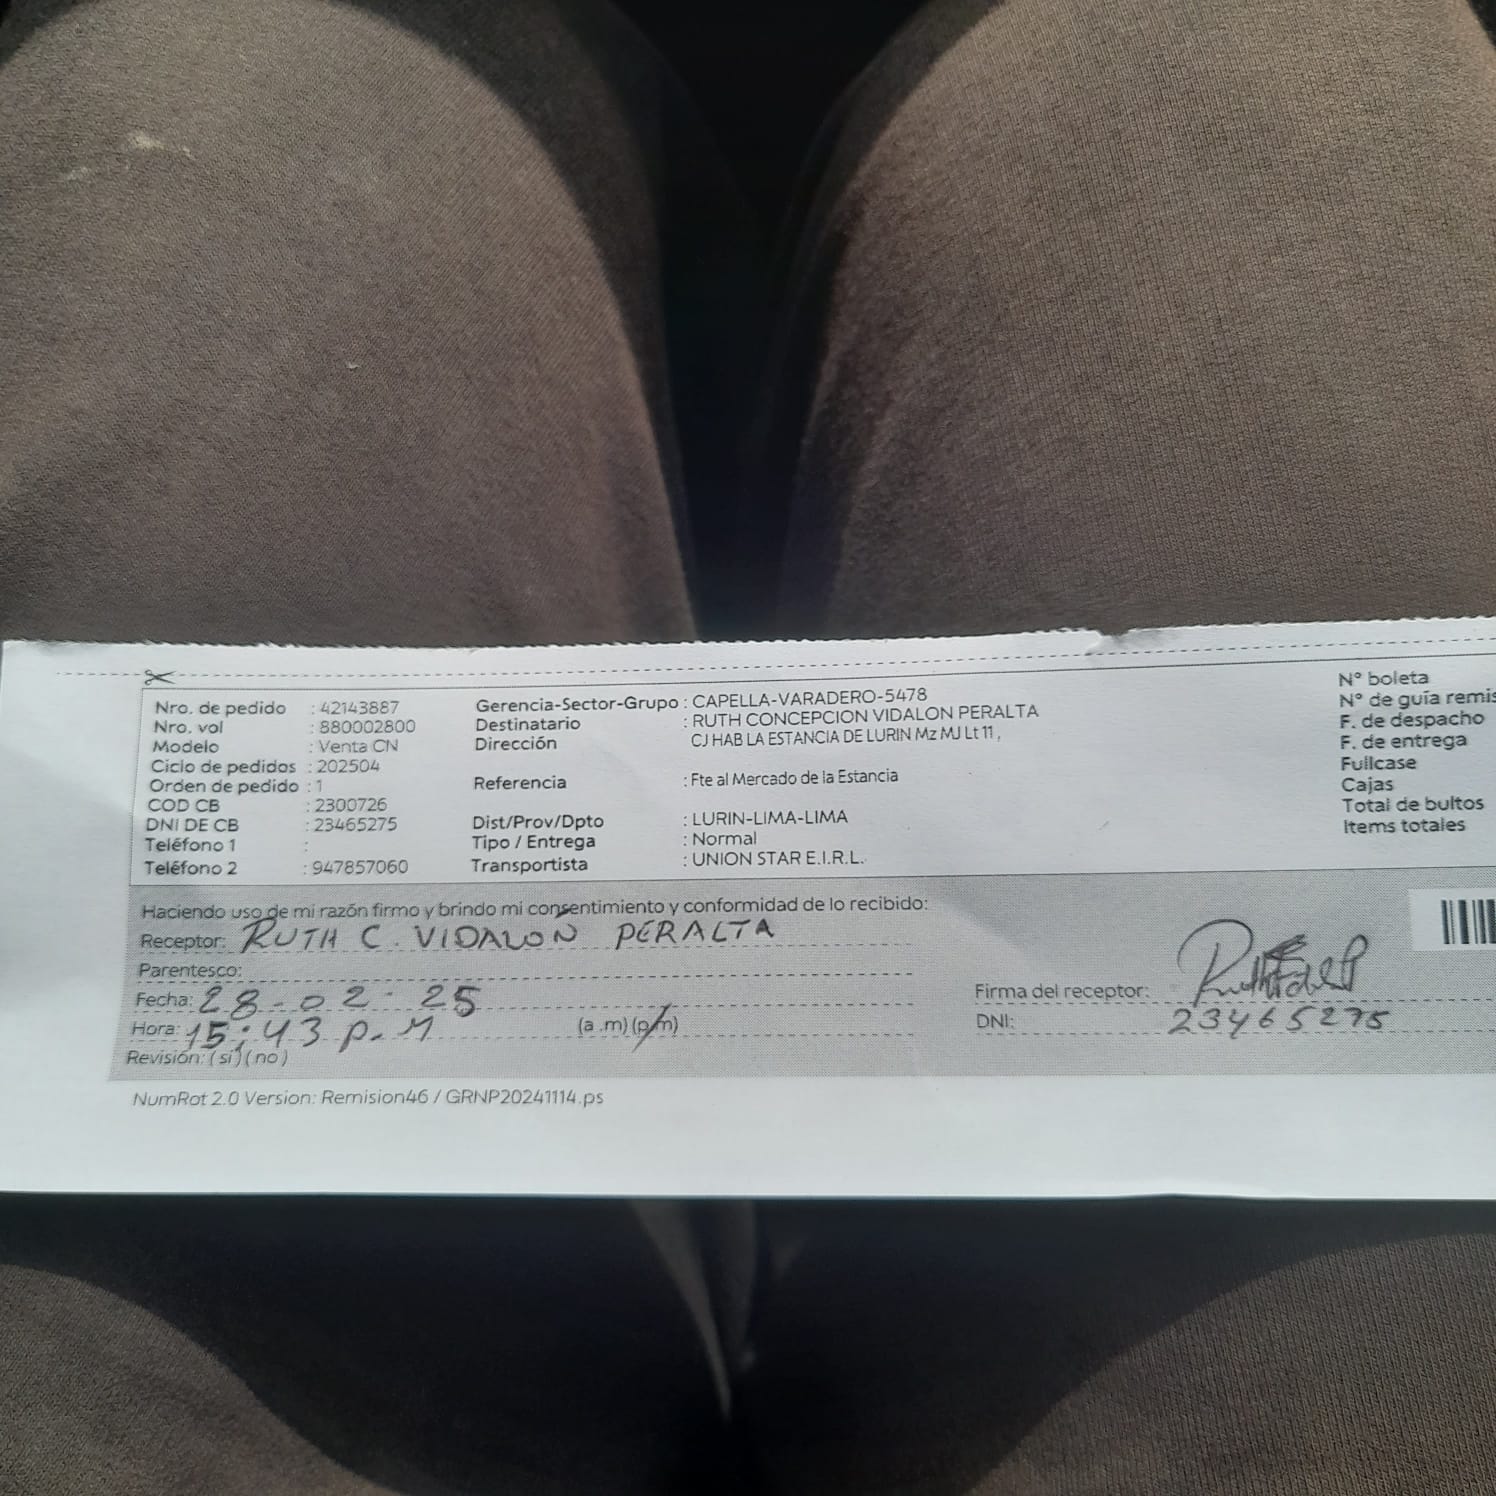 Nro. de pedido : 42143887
Nro. vol : 880002800
Modelo : Venta CN
Ciclo de pedidos : 202504
Orden de pedido : 1
COD CB : 2300726
DNI DE CB : 23465275
Teléfono 1 :
Teléfono 2 : 947857060
Gerencia-Sector-Grupo : CAPELLA-VARADERO-5478
Destinatario : RUTH CONCEPCION VIDALON PERALTA
Dirección CJ HAB LA ESTANCIA DE LURIN Mz MJ Lt 11 ,
Referencia : Fte al Mercado de la Estancia
Dist/Prov/Dpto : LURIN-LIMA-LIMA
Tipo / Entrega : Normal
Transportista : UNION STAR E.I.R.L.
N° boleta
N° de guía remis
F. de despacho
F. de entrega
Fullcase
Cajas
Total de bultos
Items totales
Haciendo uso de mi razón firmo y brindo mi consentimiento y conformidad de lo recibido:
Receptor: RUTH C. VIDALON PERALTA
Parentesco:
Fecha: 28-02-25
Hora: 15:43 p.M (a .m) (p/m)
Revisión: ( si ) ( no )
Firma del receptor:
DNI: 23465275
NumRot 2.0 Version: Remision46 / GRNP20241114.ps